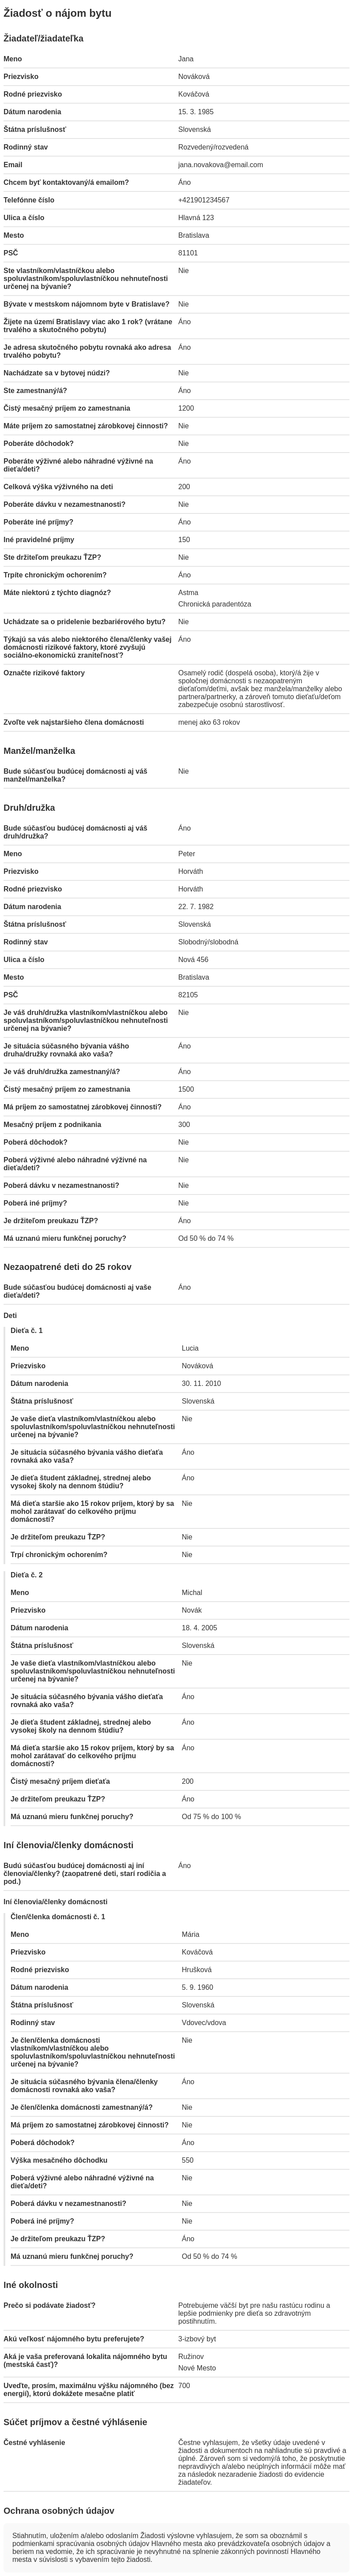 Žiadosť o nájom bytu
Žiadateľ/žiadateľka
Meno Jana
Priezvisko Nováková
Rodné priezvisko Kováčová
Dátum narodenia 15. 3. 1985
Štátna príslušnosť Slovenská
Rodinný stav Rozvedený/rozvedená
Email jana.novakova@email.com
Chcem byť kontaktovaný/á emailom? Áno
Telefónne číslo +421901234567
Ulica a číslo Hlavná 123
Mesto Bratislava
PSČ 81101
Ste vlastníkom/vlastníčkou alebo Nie
spoluvlastníkom/spoluvlastníčkou nehnuteľnosti
určenej na bývanie?
Bývate v mestskom nájomnom byte v Bratislave? Nie
Žijete na území Bratislavy viac ako 1 rok? (vrátane Áno
trvalého a skutočného pobytu)
Je adresa skutočného pobytu rovnaká ako adresa Áno
trvalého pobytu?
Nachádzate sa v bytovej núdzi? Nie
Ste zamestnaný/á? Áno
Čistý mesačný príjem zo zamestnania 1200
Máte príjem zo samostatnej zárobkovej činnosti? Nie
Poberáte dôchodok? Nie
Poberáte výživné alebo náhradné výživné na Áno
dieťa/deti?
Celková výška výživného na deti 200
Poberáte dávku v nezamestnanosti? Nie
Poberáte iné príjmy? Áno
Iné pravidelné príjmy 150
Ste držiteľom preukazu ŤZP? Nie
Trpíte chronickým ochorením? Áno
Máte niektorú z týchto diagnóz? Astma
Chronická paradentóza
Uchádzate sa o pridelenie bezbariérového bytu? Nie
Týkajú sa vás alebo niektorého člena/členky vašej Áno
domácnosti rizikové faktory, ktoré zvyšujú
sociálno-ekonomickú zraniteľnosť?
Označte rizikové faktory Osamelý rodič (dospelá osoba), ktorý/á žije v
spoločnej domácnosti s nezaopatreným
dieťaťom/deťmi, avšak bez manžela/manželky alebo
partnera/partnerky, a zároveň tomuto dieťaťu/deťom
zabezpečuje osobnú starostlivosť.
Zvoľte vek najstaršieho člena domácnosti menej ako 63 rokov
Manžel/manželka
Bude súčasťou budúcej domácnosti aj váš Nie
manžel/manželka?
Druh/družka
Bude súčasťou budúcej domácnosti aj váš Áno
druh/družka?
Meno Peter
Priezvisko Horváth
Rodné priezvisko Horváth
Dátum narodenia 22. 7. 1982
Štátna príslušnosť Slovenská
Rodinný stav Slobodný/slobodná
Ulica a číslo Nová 456
Mesto Bratislava
PSČ 82105
Je váš druh/družka vlastníkom/vlastníčkou alebo Nie
spoluvlastníkom/spoluvlastníčkou nehnuteľnosti
určenej na bývanie?
Je situácia súčasného bývania vášho Áno
druha/družky rovnaká ako vaša?
Je váš druh/družka zamestnaný/á? Áno
Čistý mesačný príjem zo zamestnania 1500
Má príjem zo samostatnej zárobkovej činnosti? Áno
Mesačný príjem z podnikania 300
Poberá dôchodok? Nie
Poberá výživné alebo náhradné výživné na Nie
dieťa/deti?
Poberá dávku v nezamestnanosti? Nie
Poberá iné príjmy? Nie
Je držiteľom preukazu ŤZP? Áno
Má uznanú mieru funkčnej poruchy? Od 50 % do 74 %
Nezaopatrené deti do 25 rokov
Bude súčasťou budúcej domácnosti aj vaše Áno
dieťa/deti?
Deti
Dieťa č. 1
Meno Lucia
Priezvisko Nováková
Dátum narodenia 30. 11. 2010
Štátna príslušnosť Slovenská
Je vaše dieťa vlastníkom/vlastníčkou alebo Nie
spoluvlastníkom/spoluvlastníčkou nehnuteľnosti
určenej na bývanie?
Je situácia súčasného bývania vášho dieťaťa Áno
rovnaká ako vaša?
Je dieťa študent základnej, strednej alebo Áno
vysokej školy na dennom štúdiu?
Má dieťa staršie ako 15 rokov príjem, ktorý by sa Nie
mohol zarátavať do celkového príjmu
domácnosti?
Je držiteľom preukazu ŤZP? Nie
Trpí chronickým ochorením? Nie
Dieťa č. 2
Meno Michal
Priezvisko Novák
Dátum narodenia 18. 4. 2005
Štátna príslušnosť Slovenská
Je vaše dieťa vlastníkom/vlastníčkou alebo Nie
spoluvlastníkom/spoluvlastníčkou nehnuteľnosti
určenej na bývanie?
Je situácia súčasného bývania vášho dieťaťa Áno
rovnaká ako vaša?
Je dieťa študent základnej, strednej alebo Áno
vysokej školy na dennom štúdiu?
Má dieťa staršie ako 15 rokov príjem, ktorý by sa Áno
mohol zarátavať do celkového príjmu
domácnosti?
Čistý mesačný príjem dieťaťa 200
Je držiteľom preukazu ŤZP? Áno
Má uznanú mieru funkčnej poruchy? Od 75 % do 100 %
Iní členovia/členky domácnosti
Budú súčasťou budúcej domácnosti aj iní Áno
členovia/členky? (zaopatrené deti, starí rodičia a
pod.)
Iní členovia/členky domácnosti
Člen/členka domácnosti č. 1
Meno Mária
Priezvisko Kováčová
Rodné priezvisko Hrušková
Dátum narodenia 5. 9. 1960
Štátna príslušnosť Slovenská
Rodinný stav Vdovec/vdova
Je člen/členka domácnosti Nie
vlastníkom/vlastníčkou alebo
spoluvlastníkom/spoluvlastníčkou nehnuteľnosti
určenej na bývanie?
Je situácia súčasného bývania člena/členky Áno
domácnosti rovnaká ako vaša?
Je člen/členka domácnosti zamestnaný/á? Nie
Má príjem zo samostatnej zárobkovej činnosti? Nie
Poberá dôchodok? Áno
Výška mesačného dôchodku 550
Poberá výživné alebo náhradné výživné na Nie
dieťa/deti?
Poberá dávku v nezamestnanosti? Nie
Poberá iné príjmy? Nie
Je držiteľom preukazu ŤZP? Áno
Má uznanú mieru funkčnej poruchy? Od 50 % do 74 %
Iné okolnosti
Prečo si podávate žiadosť? Potrebujeme väčší byt pre našu rastúcu rodinu a
lepšie podmienky pre dieťa so zdravotným
postihnutím.
Akú veľkosť nájomného bytu preferujete? 3-izbový byt
Aká je vaša preferovaná lokalita nájomného bytu Ružinov
(mestská časť)? Nové Mesto
Uveďte, prosím, maximálnu výšku nájomného (bez 700
energií), ktorú dokážete mesačne platiť
Súčet príjmov a čestné výhlásenie
Čestné vyhlásenie Čestne vyhlasujem, že všetky údaje uvedené v
žiadosti a dokumentoch na nahliadnutie sú pravdivé a
úplné. Zároveň som si vedomý/á toho, že poskytnutie
nepravdivých a/alebo neúplných informácií môže mať
za následok nezaradenie žiadosti do evidencie
žiadateľov.
Ochrana osobných údajov
Stiahnutím, uložením a/alebo odoslaním Žiadosti výslovne vyhlasujem, že som sa oboznámil s
podmienkami spracúvania osobných údajov Hlavného mesta ako prevádzkovateľa osobných údajov a
beriem na vedomie, že ich spracúvanie je nevyhnutné na splnenie zákonných povinností Hlavného
mesta v súvislosti s vybavením tejto žiadosti.